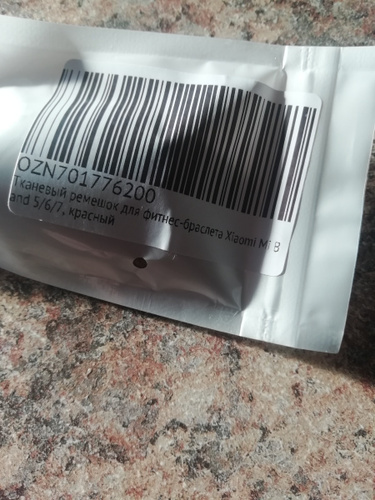 OZN701776200
Тканевый ремешок для фитнес-браслета Xiaomi Mi B
and 5/6/7, красный